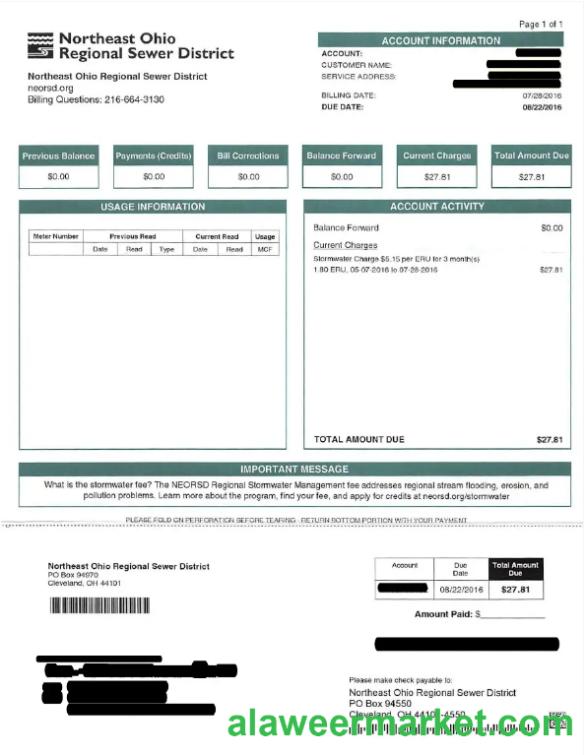 Page 1 of 1
Northeast Ohio
Regional Sewer District
Northeast Ohio Regional Sewer District
neorsd.org
Billing Questions: 216-664-3130
ACCOUNT INFORMATION
ACCOUNT:
CUSTOMER NAME:
SERVICE ADDRESS:
BILLING DATE: 07/28/2016
DUE DATE: 08/22/2016
Previous Balance Payments (Credits) Bill Corrections Balance Forward Current Charges Total Amount Due
$0.00 $0.00 $0.00 $0.00 $27.81 $27.81
USAGE INFORMATION
Meter Number Previous Read Current Read Usage
Date Read Type Date Read MCF
ACCOUNT ACTIVITY
Balance Forward $0.00
Current Charges
Stormwater Charge $5.15 per ERU for 3 month(s)
1.80 ERU, 05-07-2016 to 07-28-2016 $27.81
TOTAL AMOUNT DUE $27.81
IMPORTANT MESSAGE
What is the stormwater fee? The NEORSD Regional Stormwater Management fee addresses regional stream flooding, erosion, and
pollution problems. Learn more about the program, find your fee, and apply for credits at neorsd.org/stormwater
PLEASE FOLD ON PERFORATION BEFORE TEARING - RETURN BOTTOM PORTION WITH YOUR PAYMENT
Northeast Ohio Regional Sewer District
PO Box 94970
Cleveland, OH 44101
Account Due Date Total Amount Due
08/22/2016 $27.81
Amount Paid: $
Please make check payable to:
Northeast Ohio Regional Sewer District
PO Box 94550
Cleveland, OH 44101-4550
alaweermarket.com